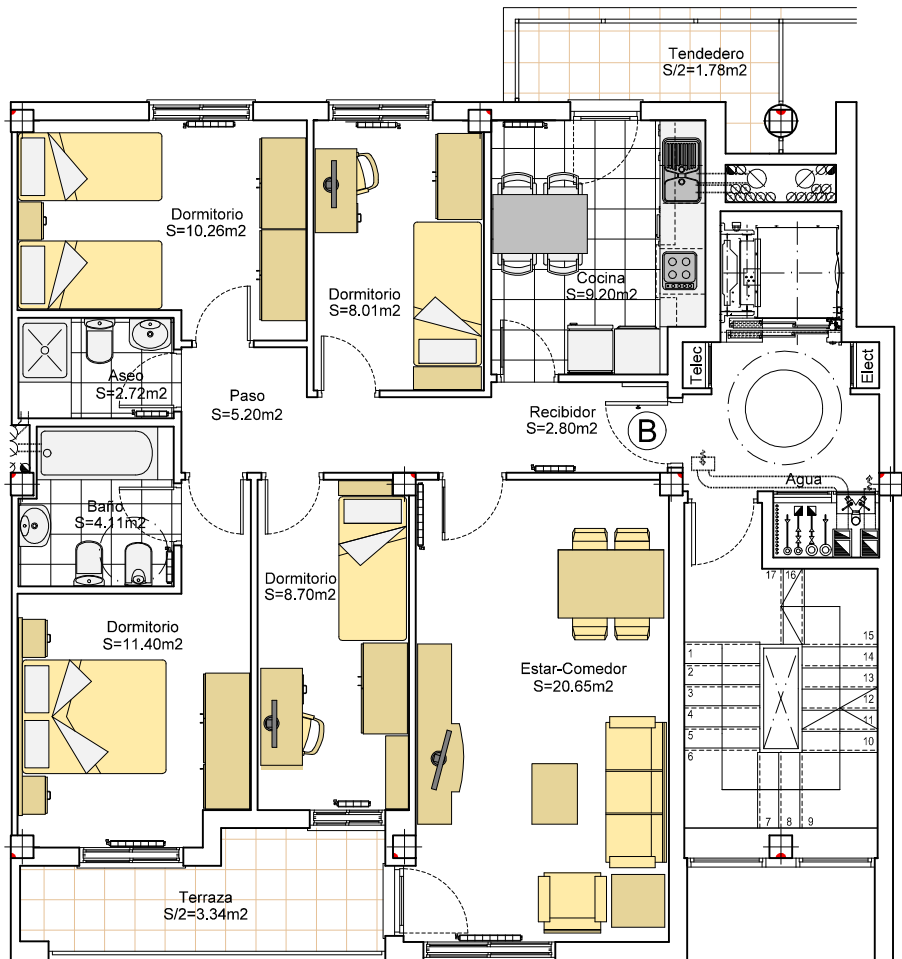 Tendedero
S/2=1.78m2
Dormitorio
S=10.26m2
Dormitorio
S=8.01m2
Cocina
S=9.20m2
Telec
Elect
Aseo
S=2.72m2
Paso
S=5.20m2
Recibidor
S=2.80m2
B
Agua
Baño
S=4.11m2
Dormitorio
S=8.70m2
Dormitorio
S=11.40m2
Estar-Comedor
S=20.65m2
17
16
15
14
13
12
11
10
1
2
3
4
5
6
7
8
9
Terraza
S/2=3.34m2